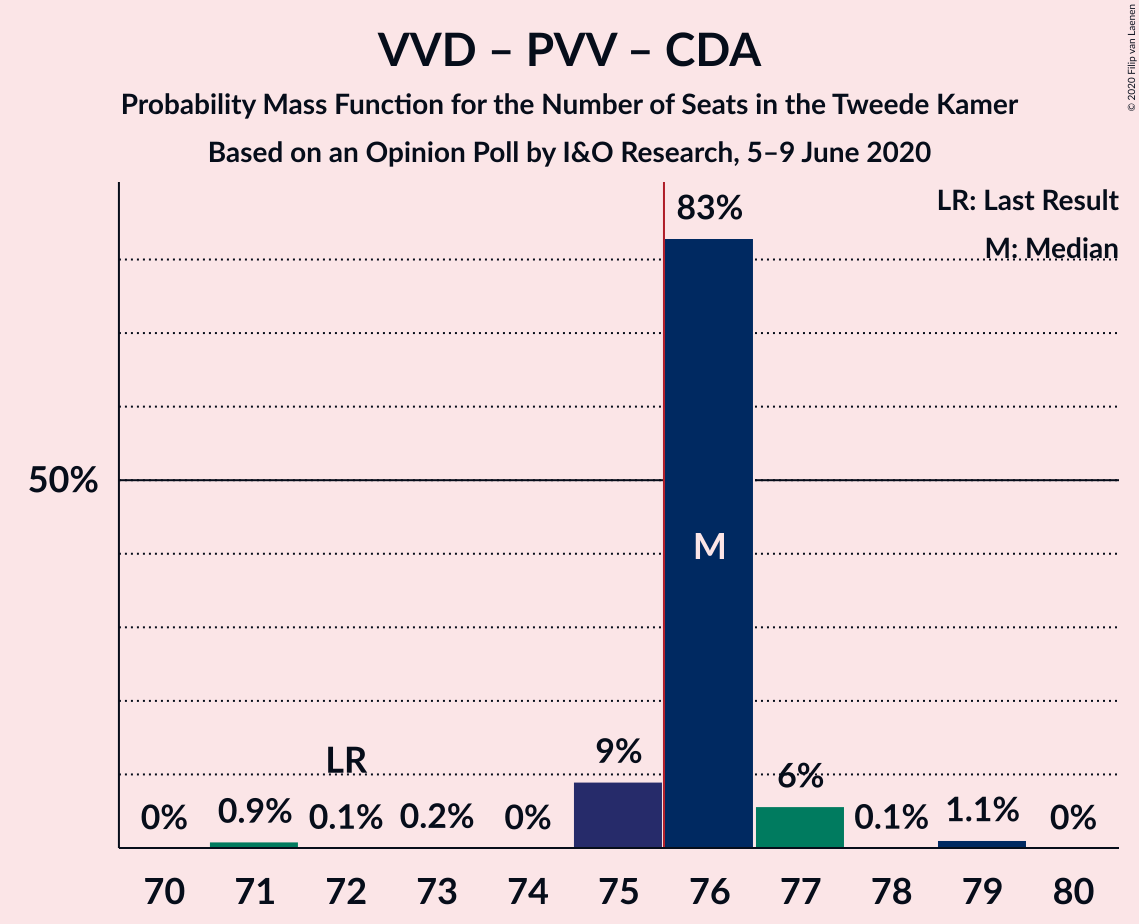 VVD – PVV – CDA
Probability Mass Function for the Number of Seats in the Tweede Kamer
Based on an Opinion Poll by I&O Research, 5–9 June 2020
© 2020 Filip van Laenen
LR: Last Result
M: Median
83%
50%
M
LR
9%
6%
0% 0.9% 0.1% 0.2% 0% 0.1% 1.1% 0%
70 71 72 73 74 75 76 77 78 79 80